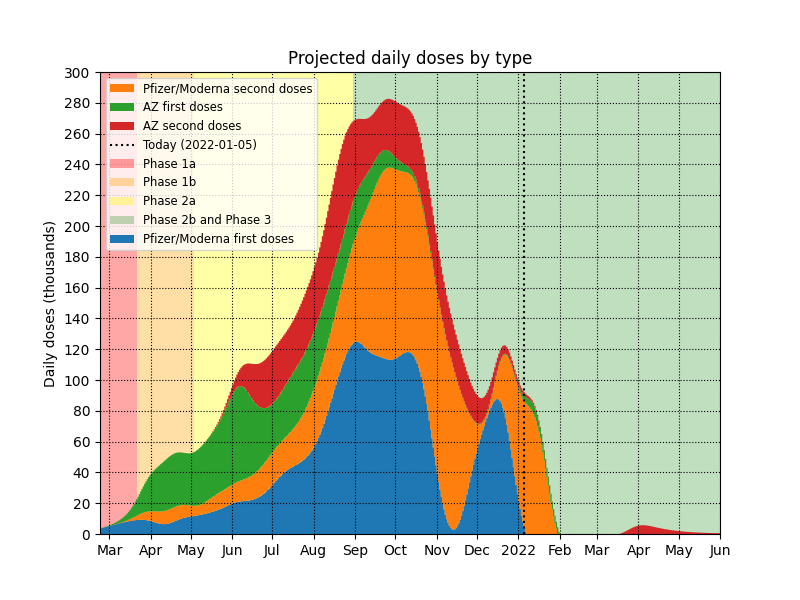 Projected daily doses by type
Daily doses (thousands)
300
280
260
240
220
200
180
160
140
120
100
80
60
40
20
0
Pfizer/Moderna second doses
AZ first doses
AZ second doses
Today (2022-01-05)
Phase 1a
Phase 1b
Phase 2a
Phase 2b and Phase 3
Pfizer/Moderna first doses
Mar Apr May Jun Jul Aug Sep Oct Nov Dec 2022 Feb Mar Apr May Jun